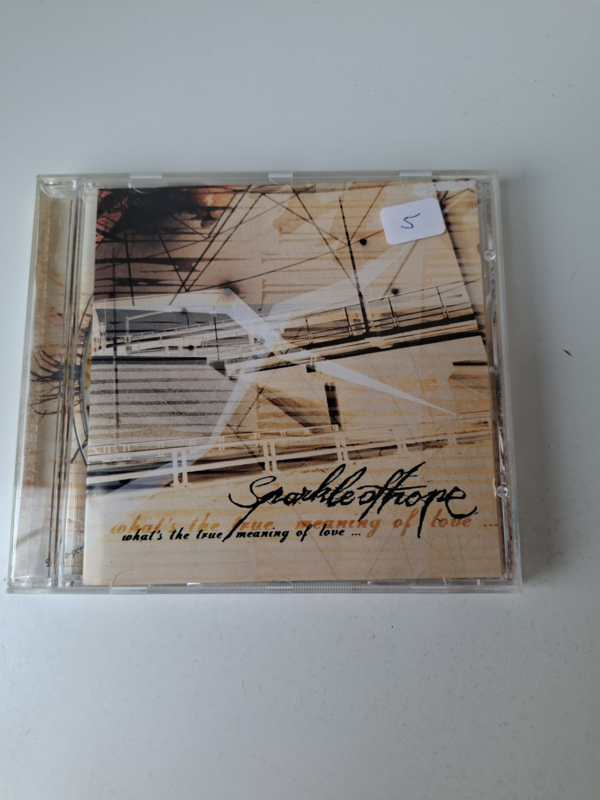 5
Sparkle of hope
what's the true meaning of love ...
what's the true meaning of love ...